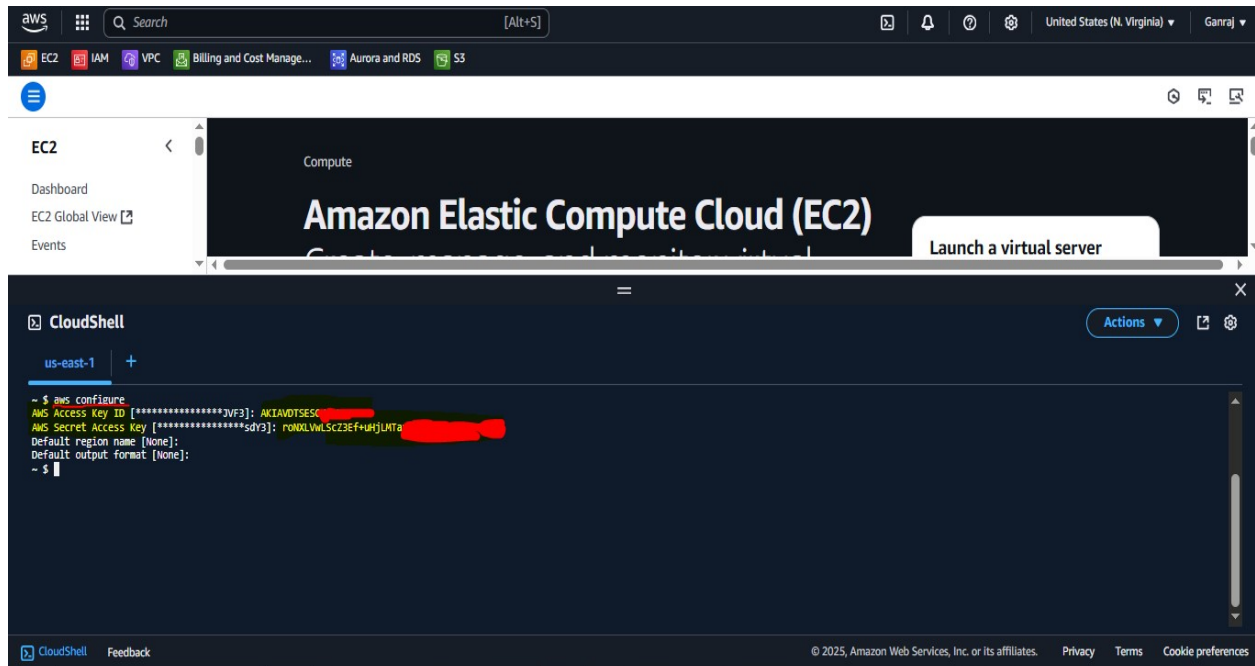 aws Search [Alt+S] United States (N. Virginia) Ganraj
EC2 IAM VPC Billing and Cost Manage... Aurora and RDS S3
EC2
Compute
Dashboard
EC2 Global View
Events
Amazon Elastic Compute Cloud (EC2)
Launch a virtual server
CloudShell
Actions
us-east-1 +
~ $ aws configure
AWS Access Key ID [****************JVF3]: AKIAVDTSESC
AWS Secret Access Key [****************sdY3]: roNXLVwLScZ3Ef+uHjLMTa
Default region name [None]:
Default output format [None]:
~ $
CloudShell Feedback © 2025, Amazon Web Services, Inc. or its affiliates. Privacy Terms Cookie preferences